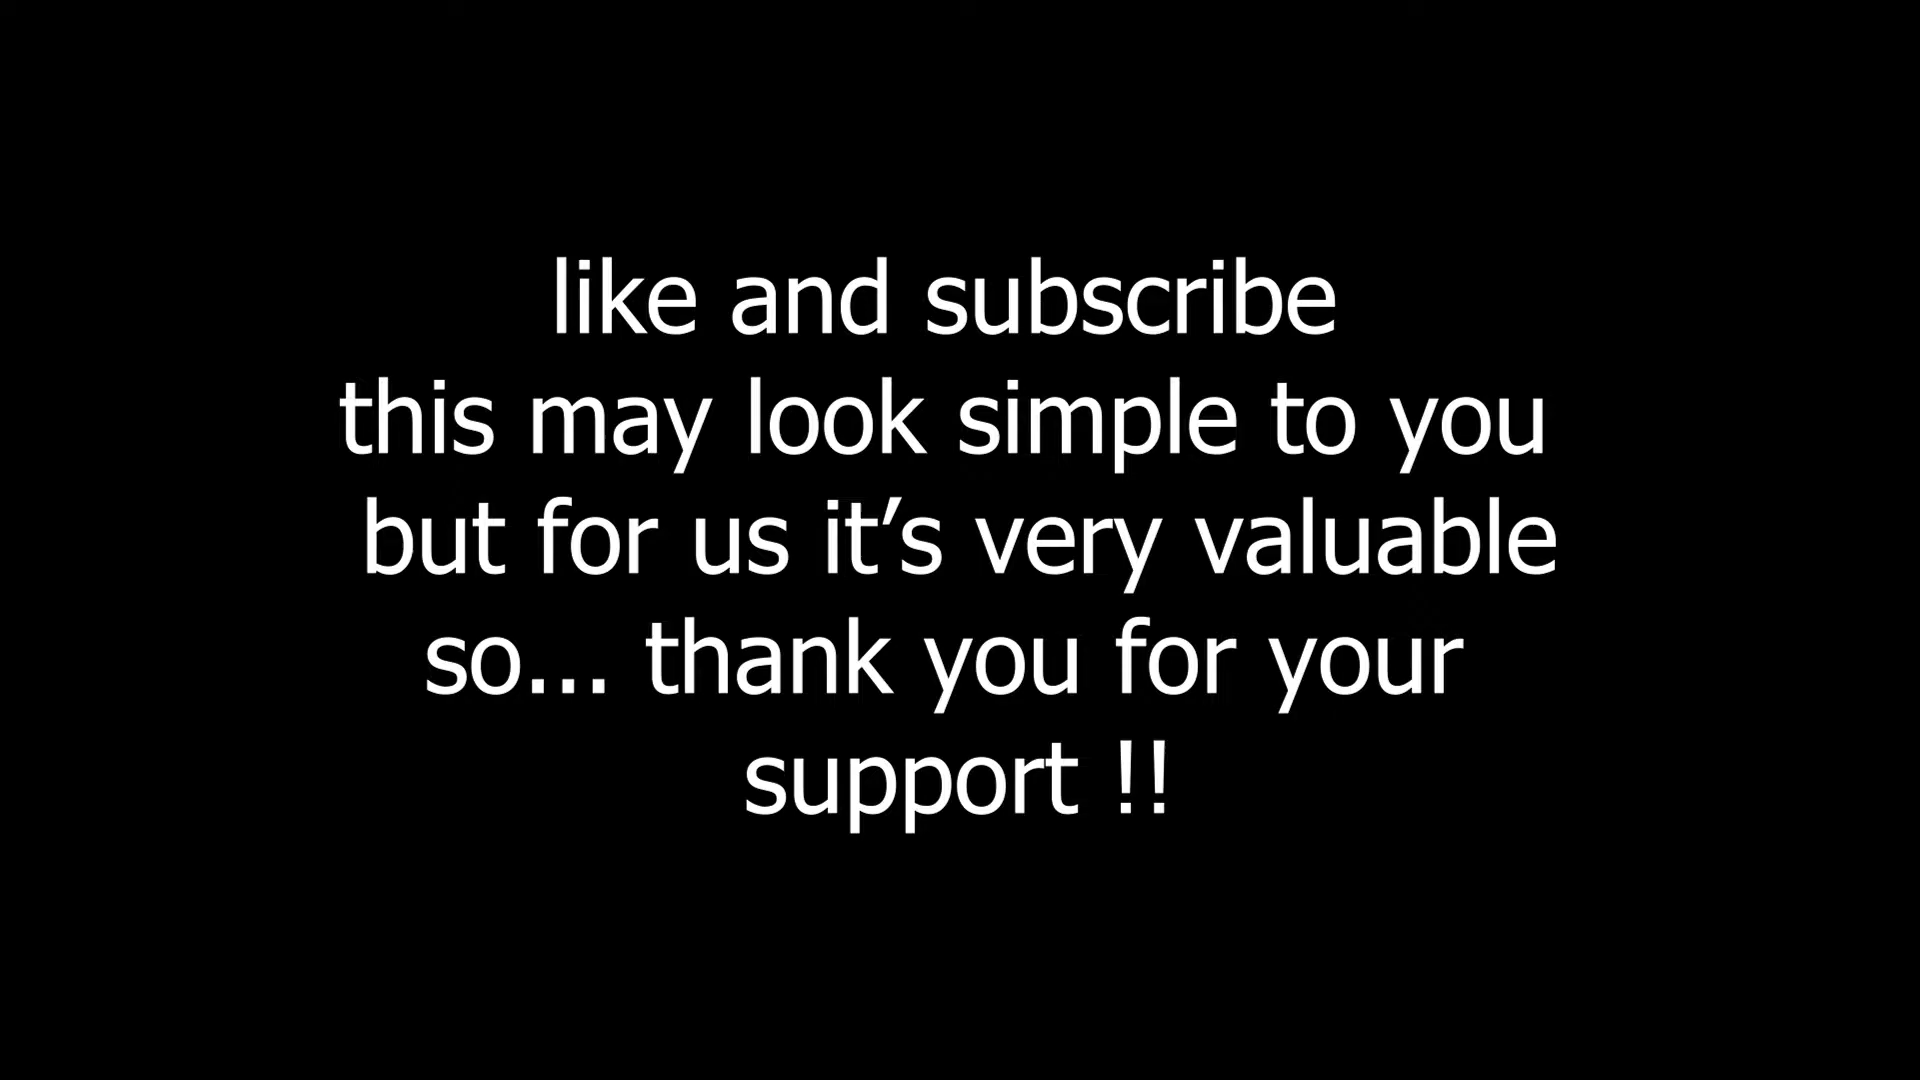 like and subscribe
this may look simple to you
but for us it’s very valuable
so... thank you for your
support !!